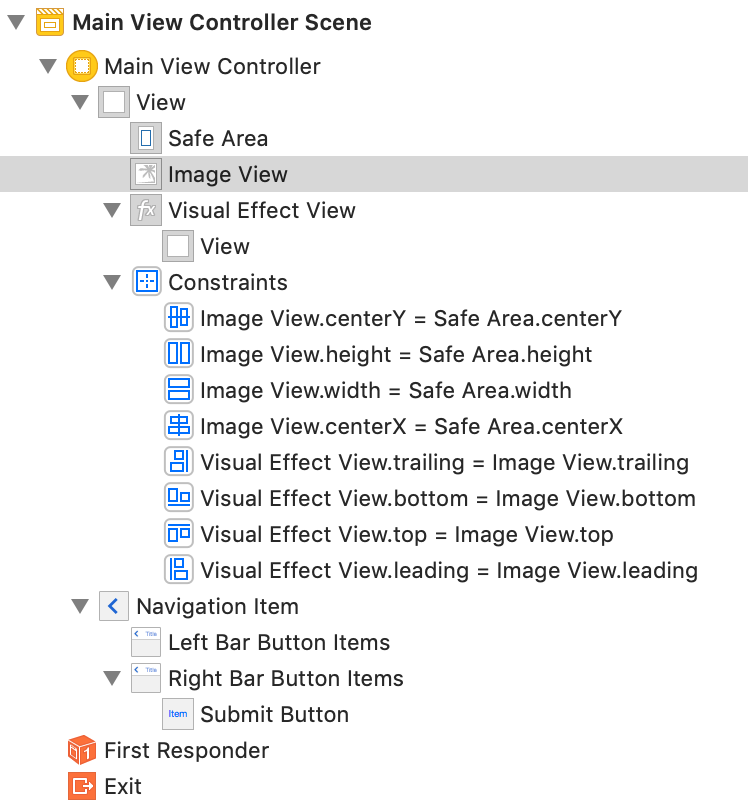 Main View Controller Scene
Main View Controller
View
Safe Area
Image View
fx Visual Effect View
View
Constraints
Image View.centerY = Safe Area.centerY
Image View.height = Safe Area.height
Image View.width = Safe Area.width
Image View.centerX = Safe Area.centerX
Visual Effect View.trailing = Image View.trailing
Visual Effect View.bottom = Image View.bottom
Visual Effect View.top = Image View.top
Visual Effect View.leading = Image View.leading
Navigation Item
Title Left Bar Button Items
Title Right Bar Button Items
Item Submit Button
1 First Responder
Exit